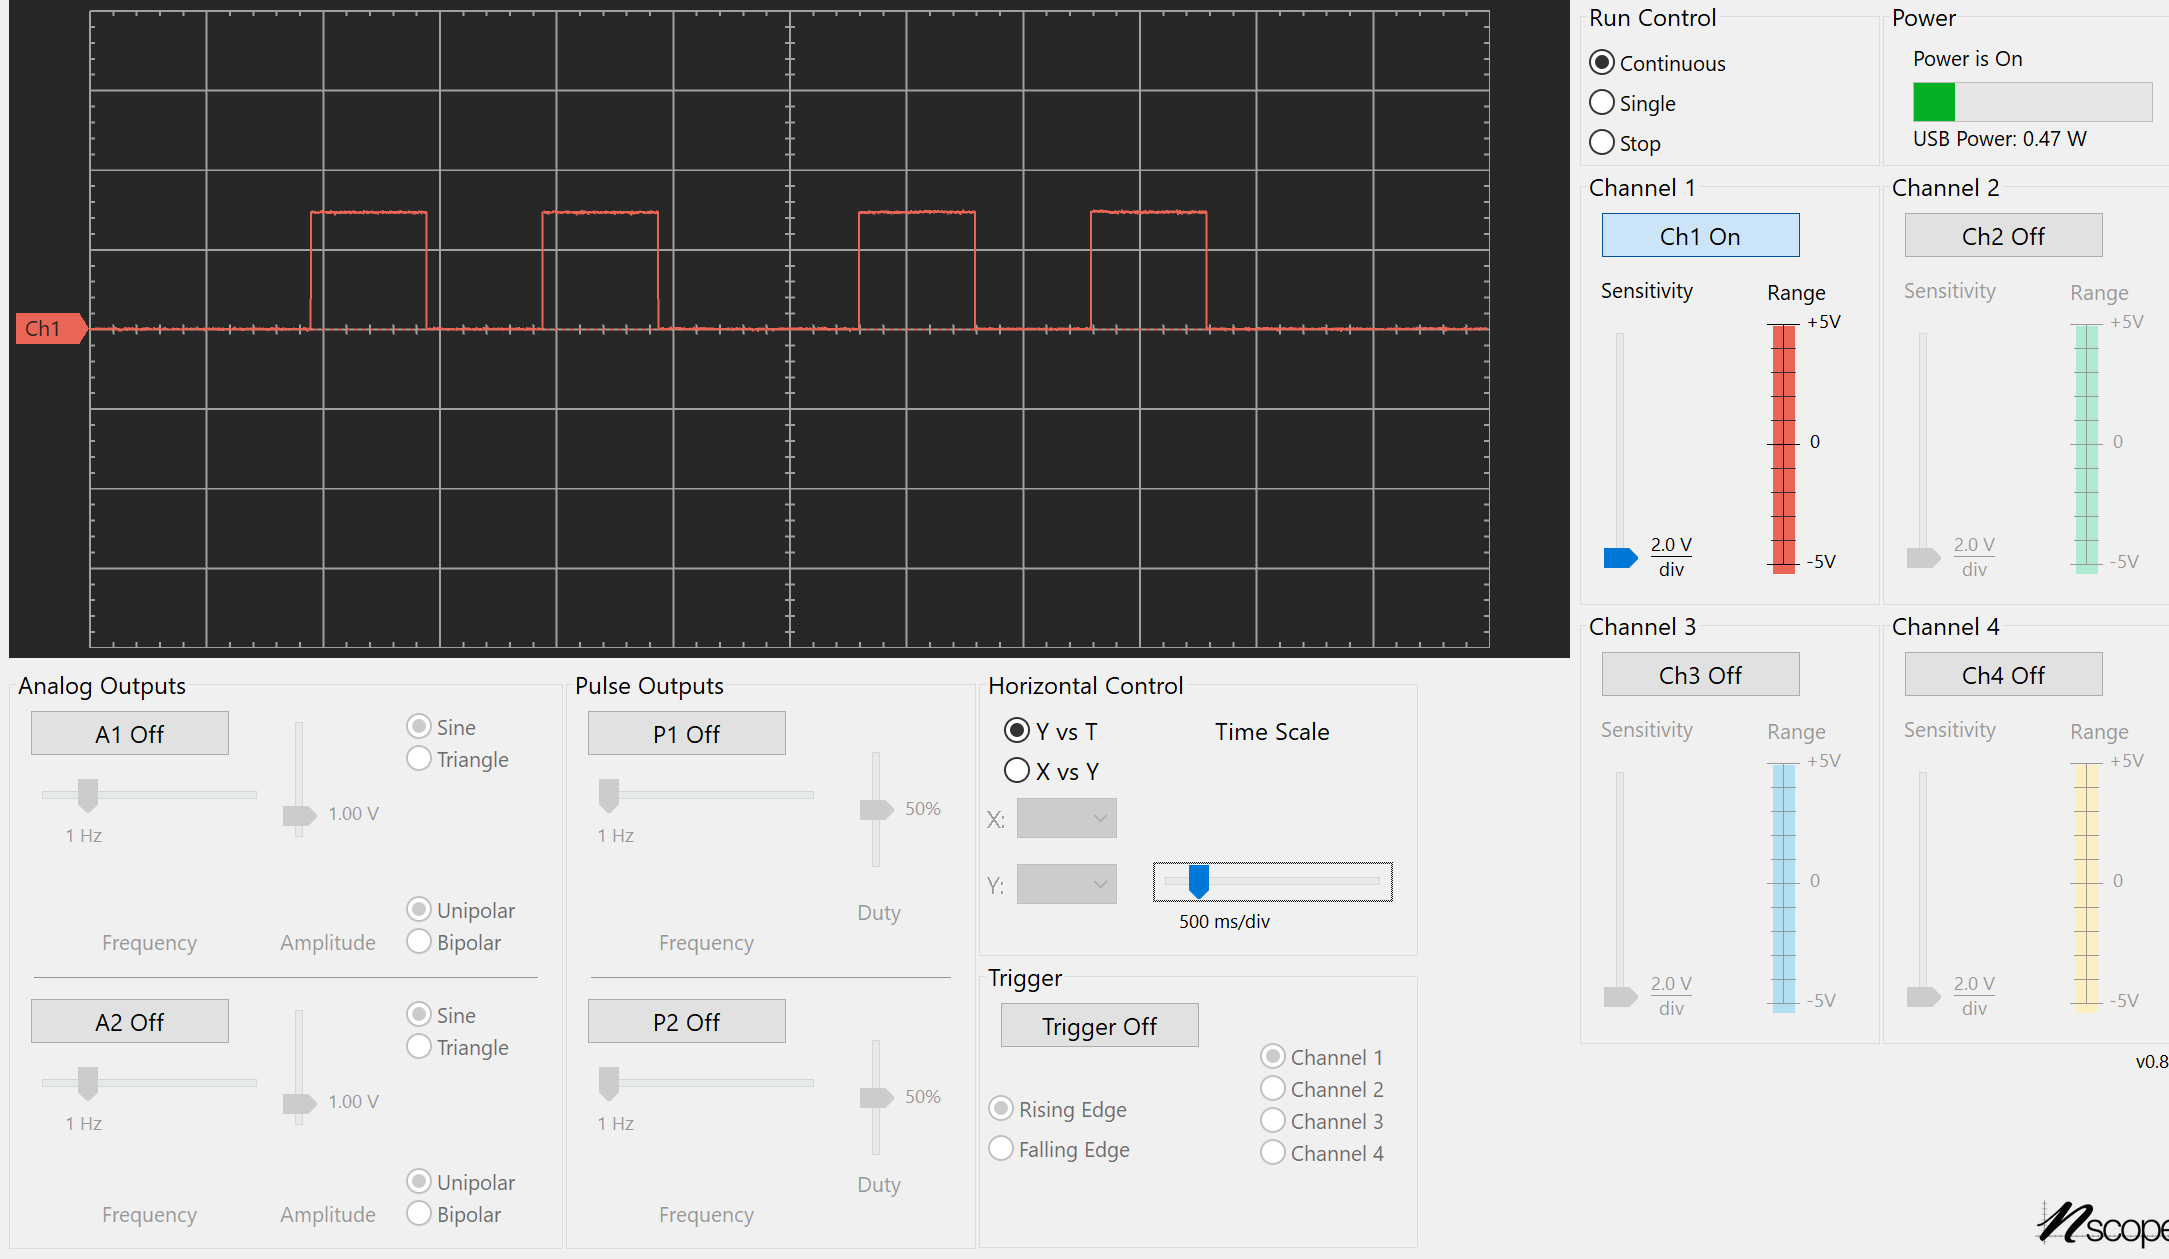 Ch1
Run Control
Continuous
Single
Stop
Power
Power is On
USB Power: 0.47 W
Channel 1
Ch1 On
Sensitivity
Range
+5V
0
-5V
2.0 V
div
Channel 2
Ch2 Off
Sensitivity
Range
+5V
0
-5V
2.0 V
div
Channel 3
Ch3 Off
Sensitivity
Range
+5V
0
-5V
2.0 V
div
Channel 4
Ch4 Off
Sensitivity
Range
+5V
0
-5V
2.0 V
div
Analog Outputs
A1 Off
Sine
Triangle
1.00 V
1 Hz
Unipolar
Bipolar
Frequency
Amplitude
A2 Off
Sine
Triangle
1.00 V
1 Hz
Unipolar
Bipolar
Frequency
Amplitude
Pulse Outputs
P1 Off
50%
1 Hz
Duty
Frequency
P2 Off
50%
1 Hz
Duty
Frequency
Horizontal Control
Y vs T
X vs Y
Time Scale
X:
Y:
500 ms/div
Trigger
Trigger Off
Rising Edge
Falling Edge
Channel 1
Channel 2
Channel 3
Channel 4
v0.8
nscope